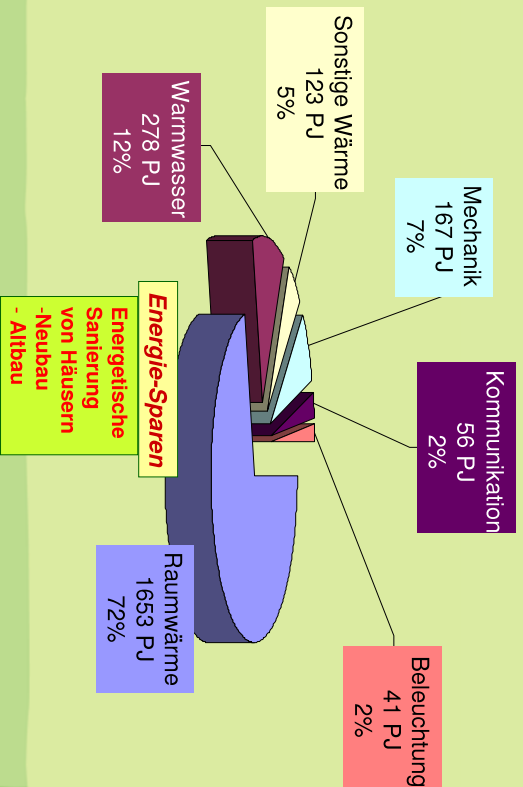 Sonstige Wärme
123 PJ
5%
Mechanik
167 PJ
7%
Kommunikation
56 PJ
2%
Beleuchtung
41 PJ
2%
Warmwasser
278 PJ
12%
Raumwärme
1653 PJ
72%
Energie-Sparen
Energetische
Sanierung
von Häusern
-Neubau
- Altbau